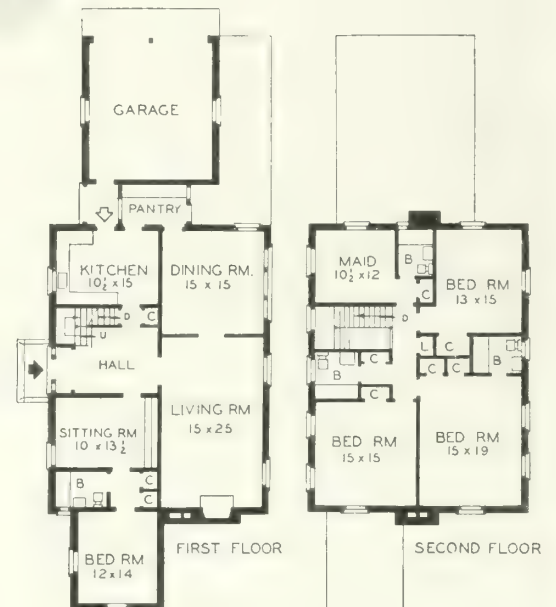 GARAGE
PANTRY
KITCHEN
10½ x 15
DINING RM.
15 x 15
D
C
U
HALL
LIVING RM
15 x 25
SITTING RM
10 x 13½
B
C
C
BED RM
12 x 14
FIRST FLOOR
MAID
10½ x 12
B
C
BED RM
13 x 15
D
L
C
B
C
C
C
B
C
BED RM
15 x 15
BED RM
15 x 19
SECOND FLOOR